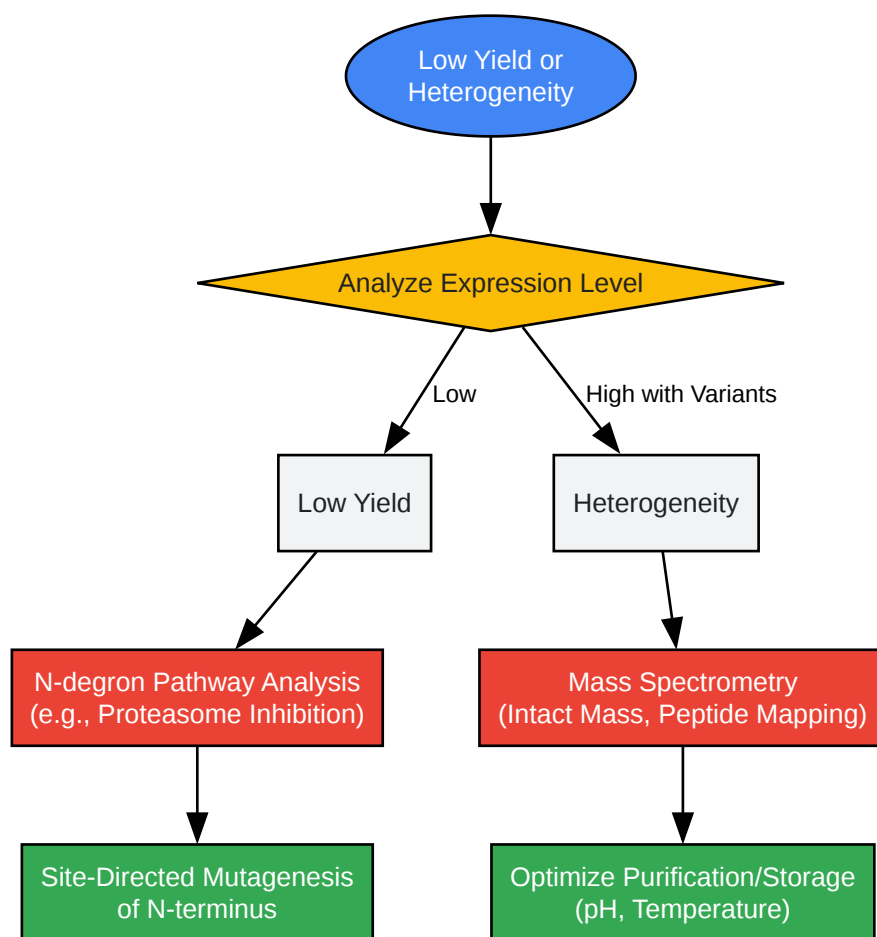 Low Yield or
Heterogeneity
Analyze Expression Level
Low
High with Variants
Low Yield
Heterogeneity
N-degron Pathway Analysis
(e.g., Proteasome Inhibition)
Mass Spectrometry
(Intact Mass, Peptide Mapping)
Site-Directed Mutagenesis
of N-terminus
Optimize Purification/Storage
(pH, Temperature)